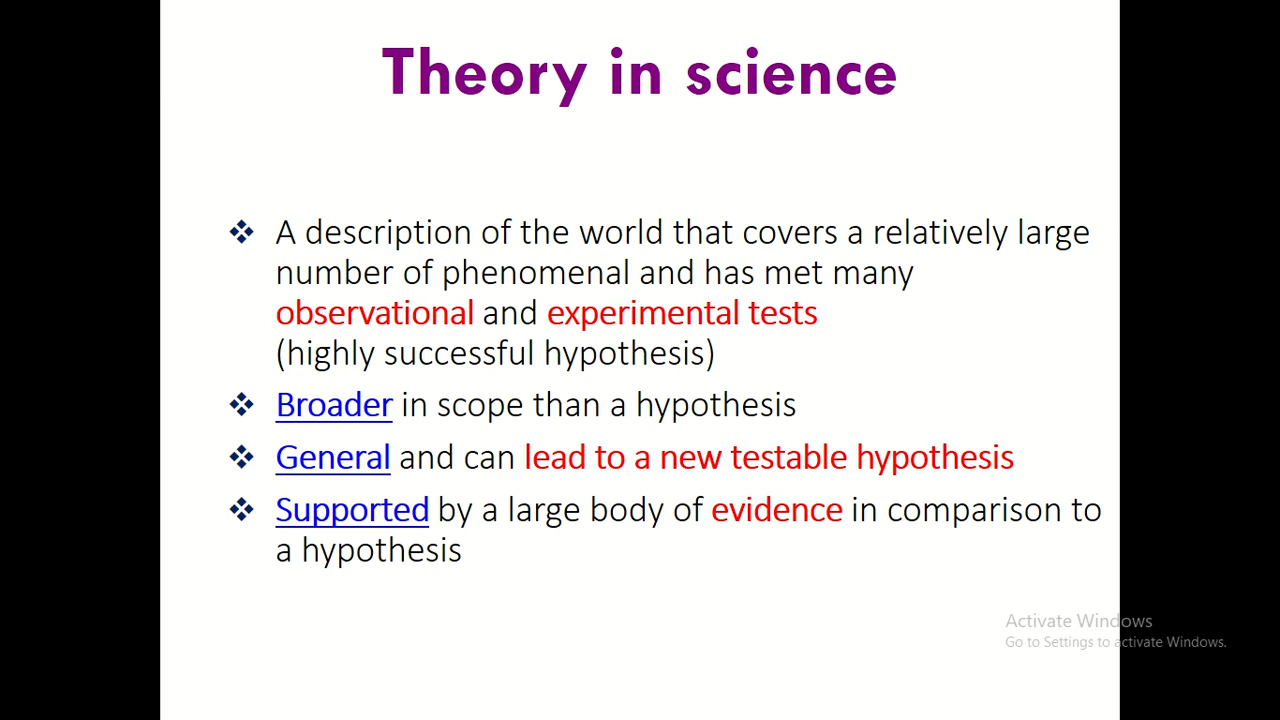 Theory in science
❖ A description of the world that covers a relatively large
number of phenomenal and has met many
observational and experimental tests
(highly successful hypothesis)
❖ Broader in scope than a hypothesis
❖ General and can lead to a new testable hypothesis
❖ Supported by a large body of evidence in comparison to
a hypothesis
Activate Windows
Go to Settings to activate Windows.